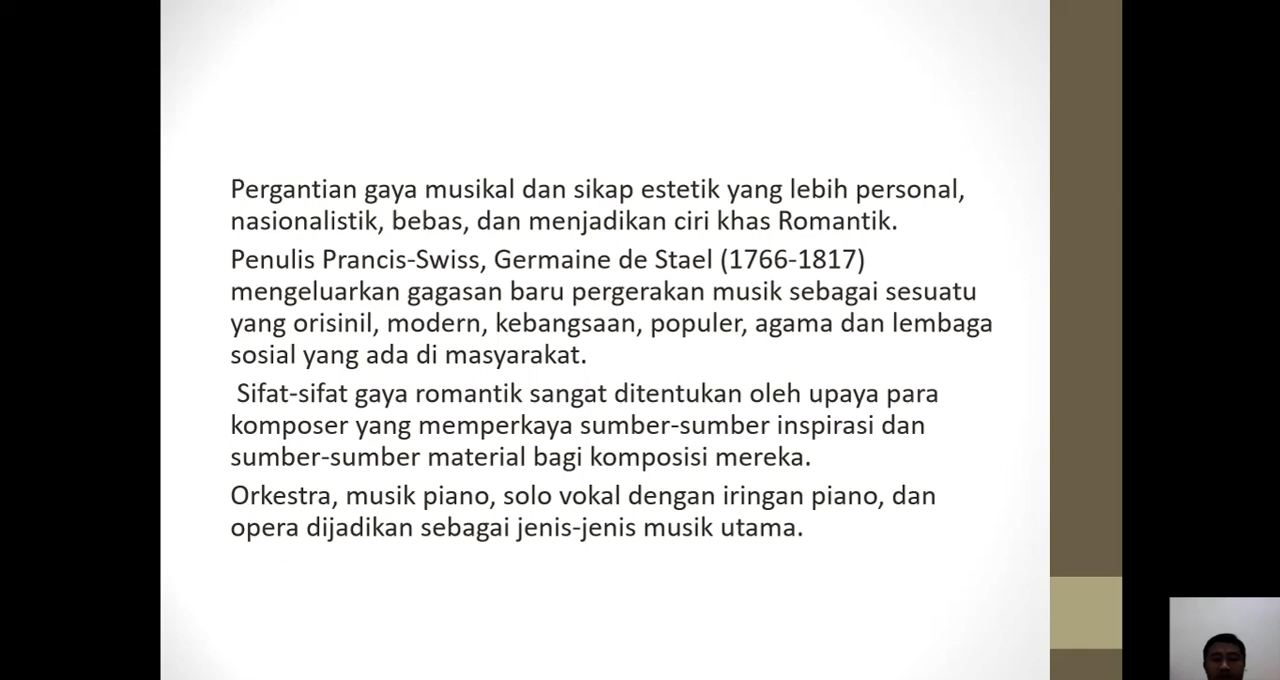 Pergantian gaya musikal dan sikap estetik yang lebih personal,
nasionalistik, bebas, dan menjadikan ciri khas Romantik.
Penulis Prancis-Swiss, Germaine de Stael (1766-1817)
mengeluarkan gagasan baru pergerakan musik sebagai sesuatu
yang orisinil, modern, kebangsaan, populer, agama dan lembaga
sosial yang ada di masyarakat.
Sifat-sifat gaya romantik sangat ditentukan oleh upaya para
komposer yang memperkaya sumber-sumber inspirasi dan
sumber-sumber material bagi komposisi mereka.
Orkestra, musik piano, solo vokal dengan iringan piano, dan
opera dijadikan sebagai jenis-jenis musik utama.